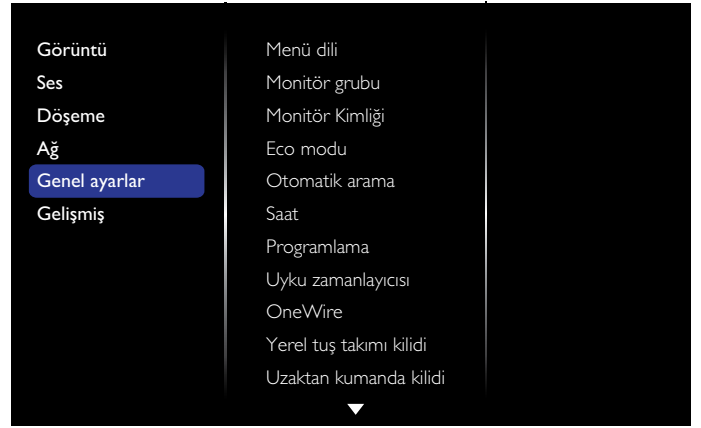 Görüntü
Ses
Döşeme
Ağ
Genel ayarlar
Gelişmiş
Menü dili
Monitör grubu
Monitör Kimliği
Eco modu
Otomatik arama
Saat
Programlama
Uyku zamanlayıcısı
OneWire
Yerel tuş takımı kilidi
Uzaktan kumanda kilidi